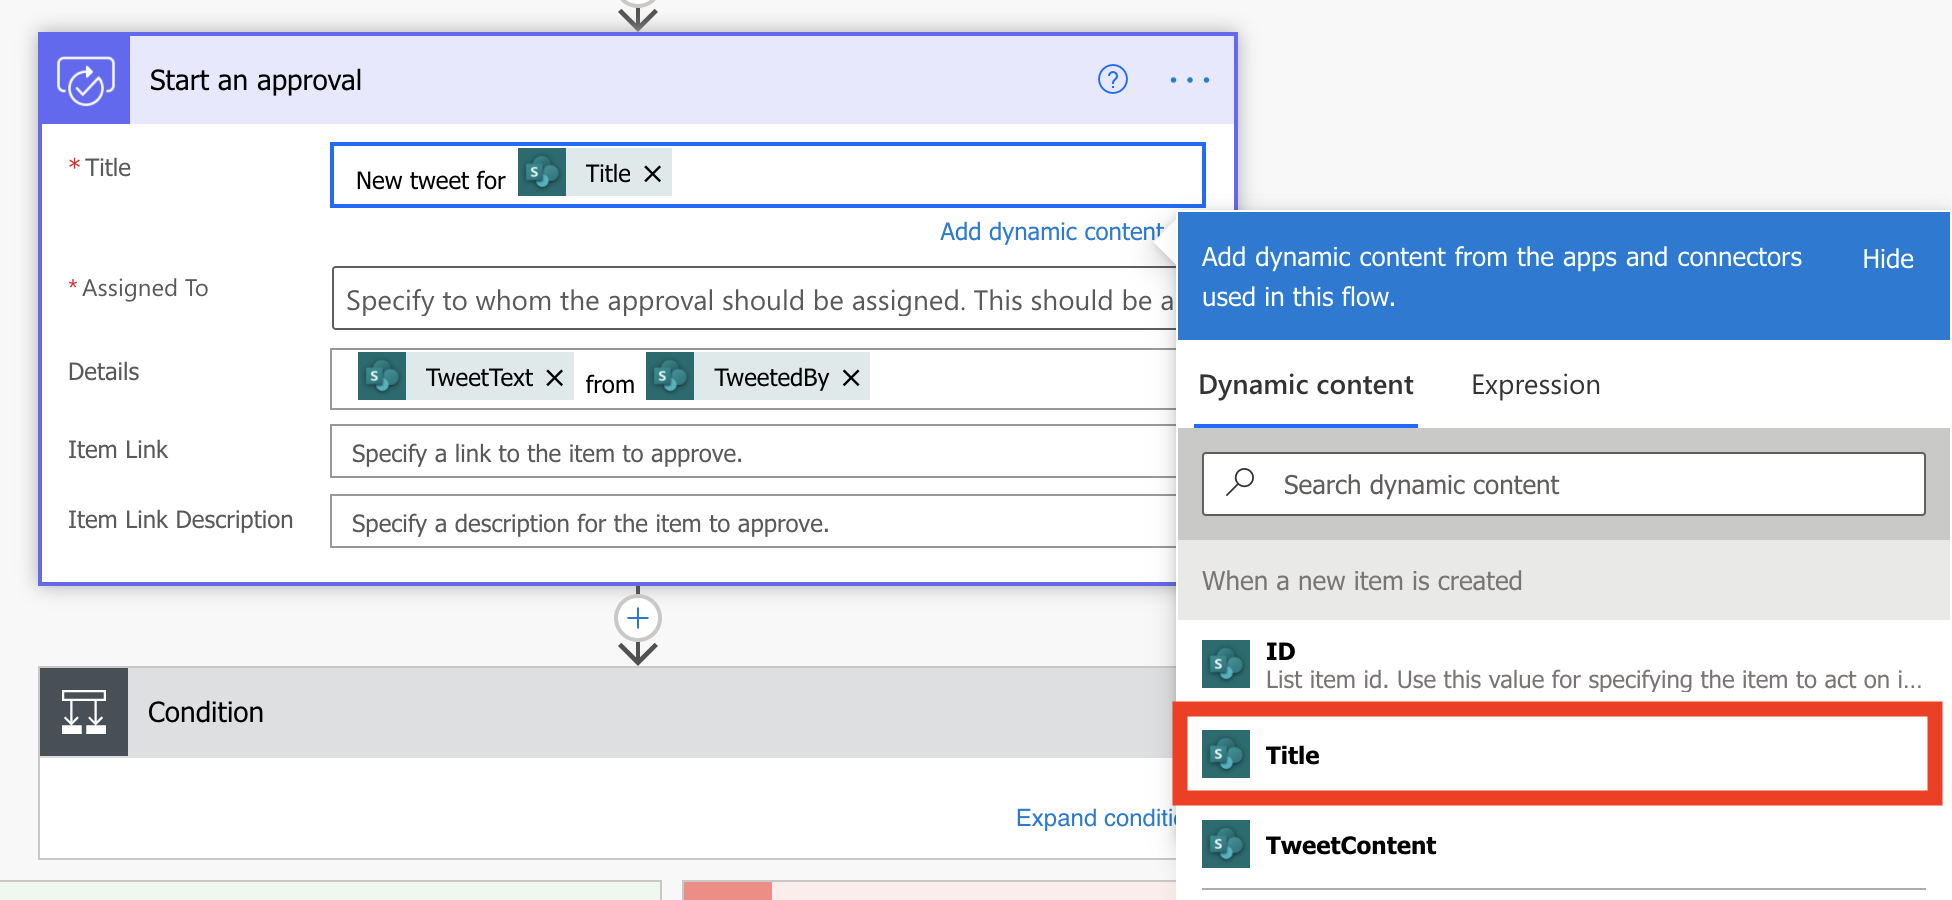 Start an approval
?
* Title
New tweet for Title
Add dynamic content
* Assigned To
Specify to whom the approval should be assigned. This should be a
Details
TweetText from TweetedBy
Item Link
Specify a link to the item to approve.
Item Link Description
Specify a description for the item to approve.
Condition
Expand conditi
Add dynamic content from the apps and connectors
used in this flow.
Hide
Dynamic content
Expression
Search dynamic content
When a new item is created
ID
List item id. Use this value for specifying the item to act on i...
Title
TweetContent